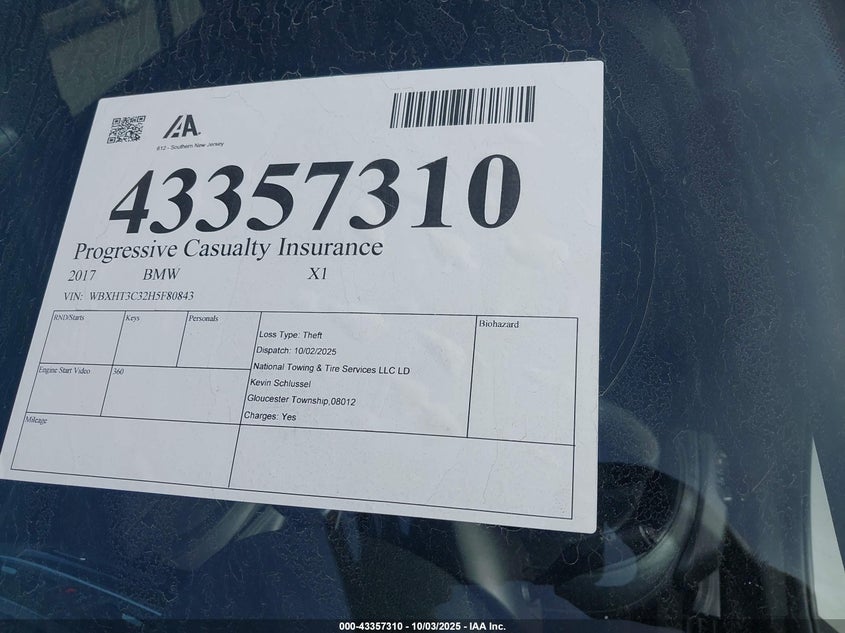 IAA.
612 - Southern New Jersey
43357310
Progressive Casualty Insurance
2017 BMW X1
VIN: WBXHT3C32H5F80843
RND/Starts Keys Personals
Loss Type: Theft
Dispatch: 10/02/2025
National Towing & Tire Services LLC LD
Kevin Schlussel
Gloucester Township,08012
Charges: Yes
Biohazard
Engine Start Video 360
Mileage
000-43357310 - 10/03/2025 - IAA Inc.